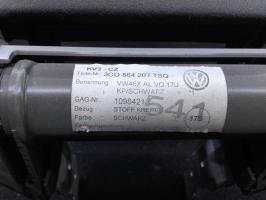 KV3 - CZ
Teile-Nr. 3C0 864 207 TSQ
Benennung VW46X AL VO 17U
KP/SCHWARZ
GAG-Nr. 1098421
541
Bezug STOFF
Farbe SCHWARZ 175